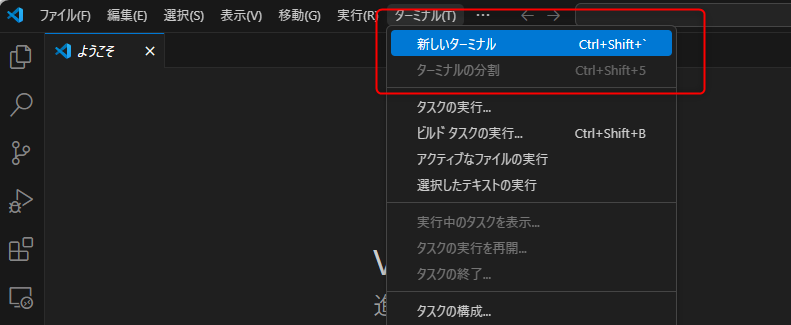 ファイル(F) 編集(E) 選択(S) 表示(V) 移動(G) 実行(R) ターミナル(T) ...
ようこそ
新しいターミナル Ctrl+Shift+`
ターミナルの分割 Ctrl+Shift+5
タスクの実行...
ビルド タスクの実行... Ctrl+Shift+B
アクティブなファイルの実行
選択したテキストの実行
実行中のタスクを表示...
タスクの実行を再開...
タスクの終了...
タスクの構成...
V
進